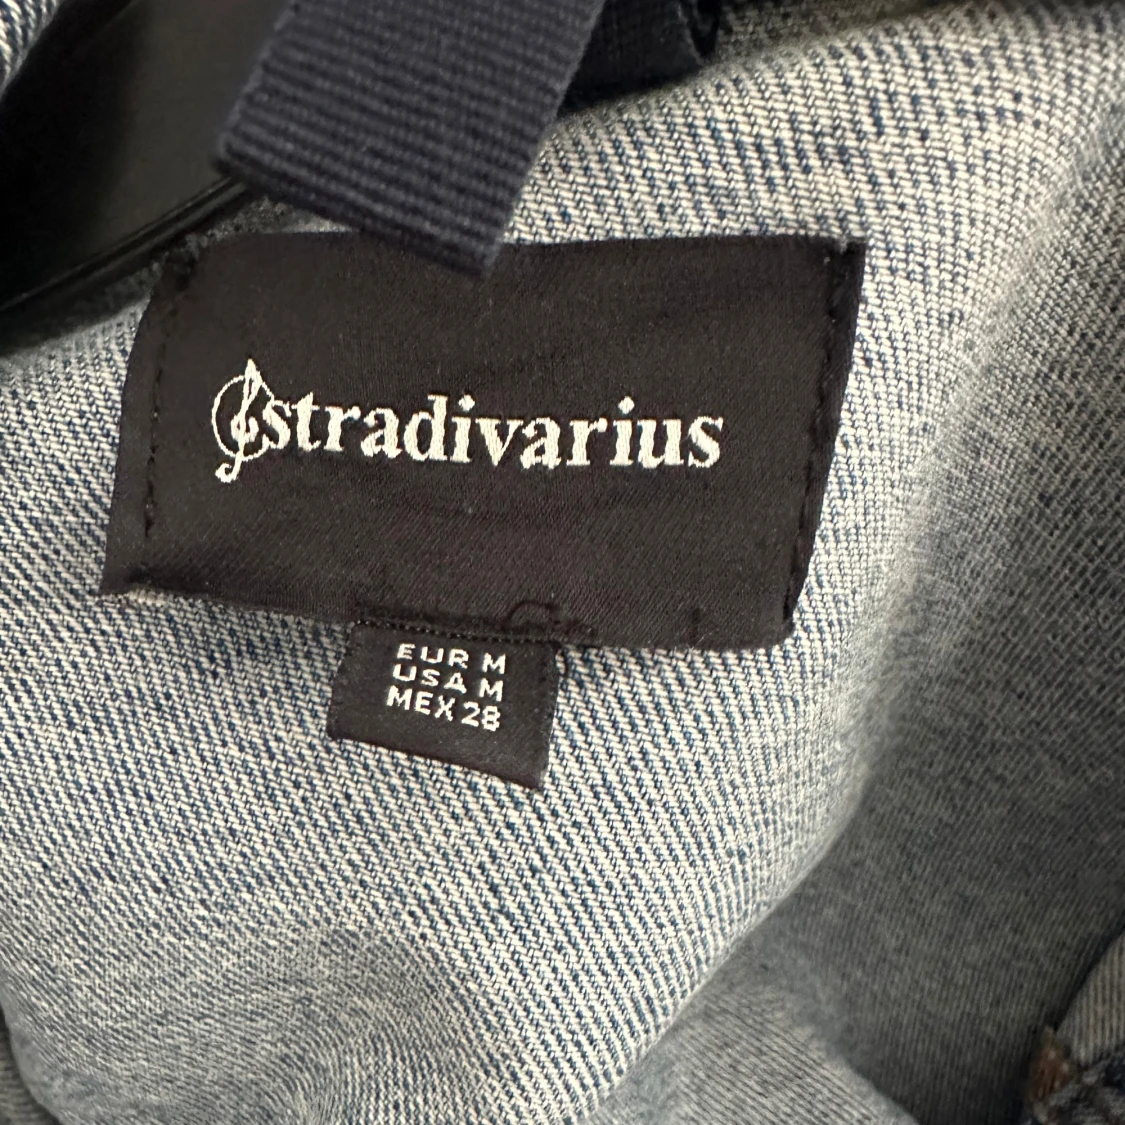 stradivarius
EUR M
USA M
MEX 28